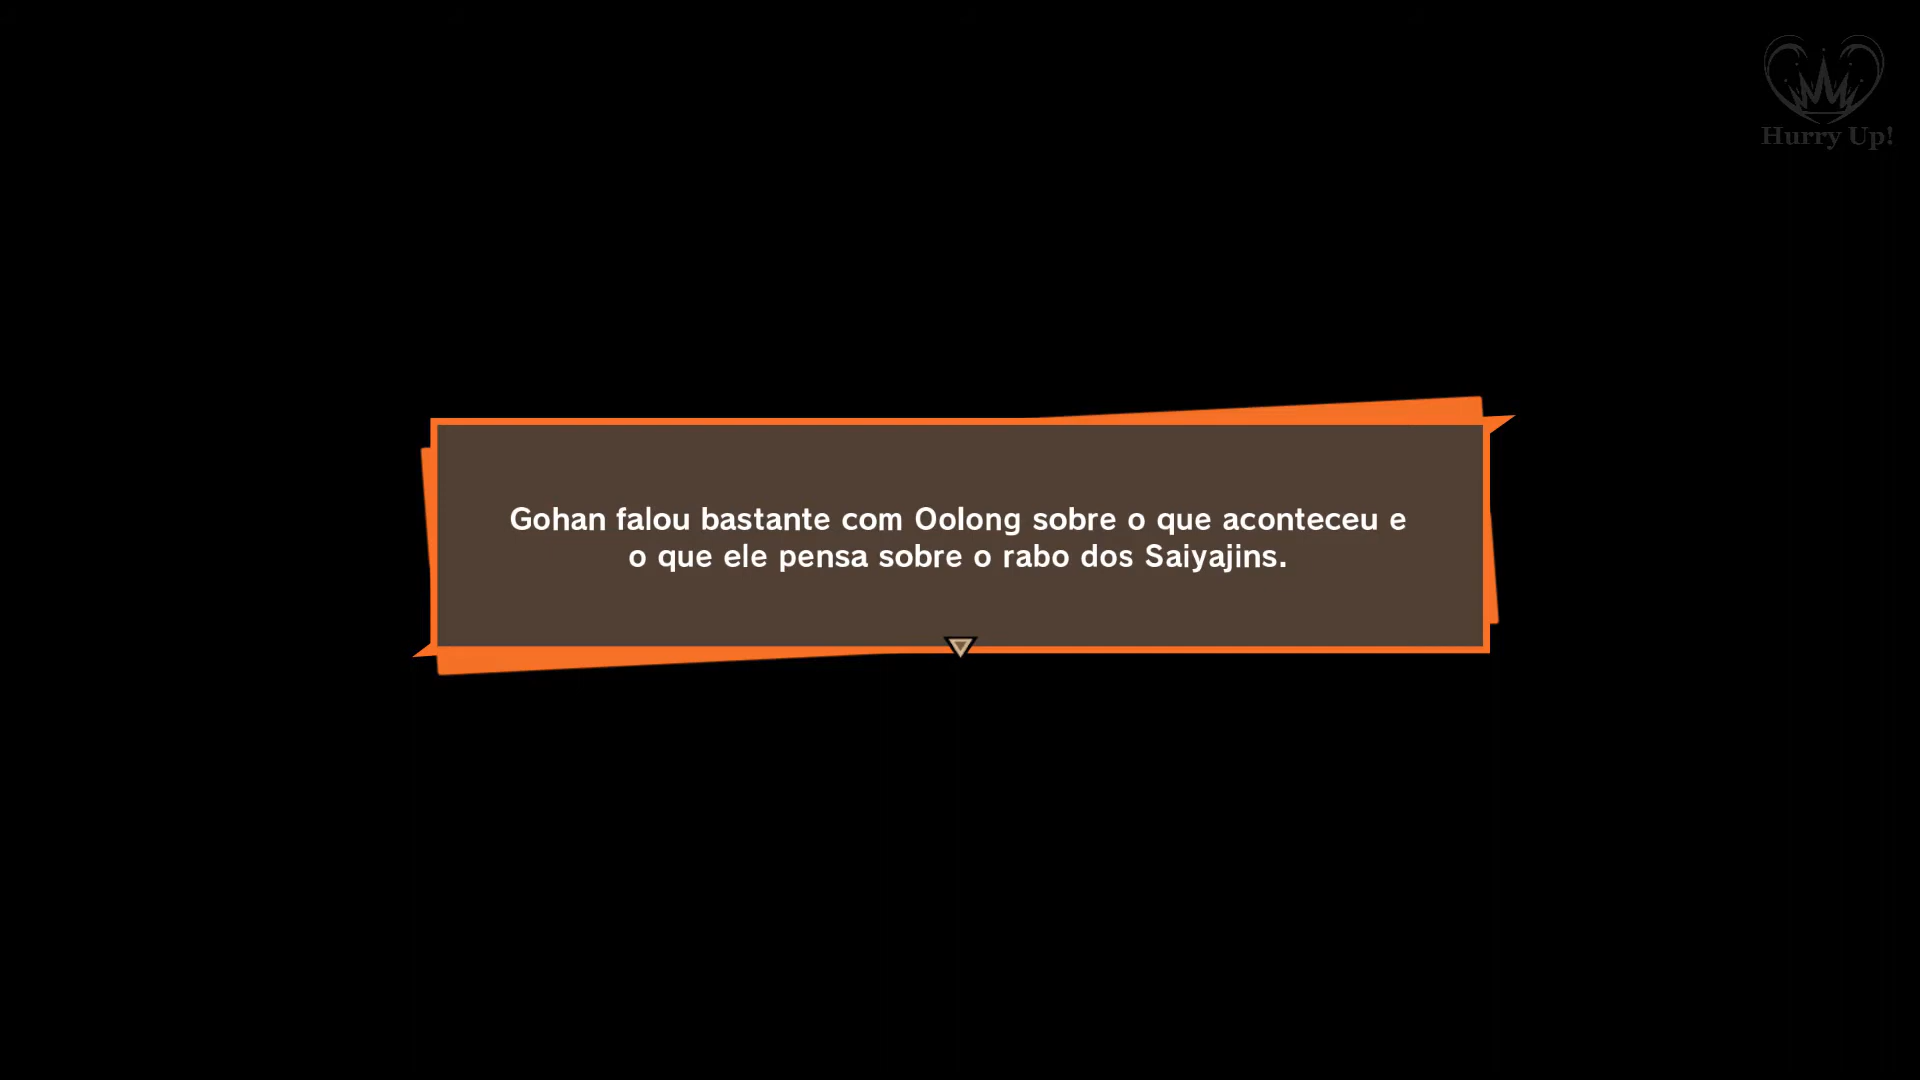 Hurry Up!
Gohan falou bastante com Oolong sobre o que aconteceu e
o que ele pensa sobre o rabo dos Saiyajins.